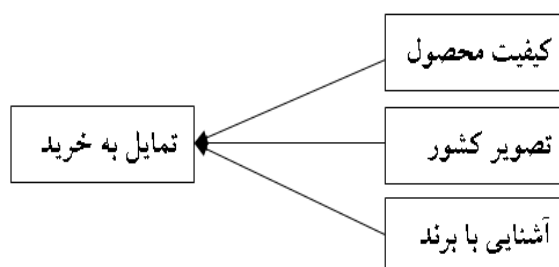 کیفیت محصول
تصویر کشور
تمایل به خرید
آشنایی با برند